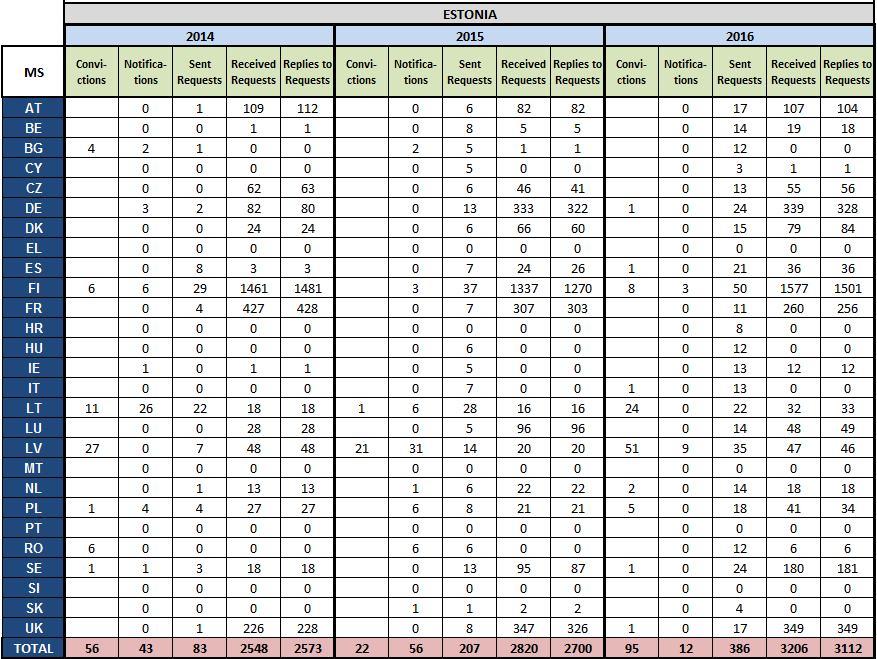 ESTONIA
2014 2015 2016
MS Convi-ctions Notifica-tions Sent Requests Received Requests Replies to Requests Convi-ctions Notifica-tions Sent Requests Received Requests Replies to Requests Convi-ctions Notifica-tions Sent Requests Received Requests Replies to Requests
AT 0 1 109 112 0 6 82 82 0 17 107 104
BE 0 0 1 1 0 8 5 5 0 14 19 18
BG 4 2 1 0 0 2 5 1 1 0 12 0 0
CY 0 0 0 0 0 5 0 0 0 3 1 1
CZ 0 0 62 63 0 6 46 41 0 13 55 56
DE 3 2 82 80 0 13 333 322 1 0 24 339 328
DK 0 0 24 24 0 6 66 60 0 15 79 84
EL 0 0 0 0 0 0 0 0 0 0 0 0
ES 0 8 3 3 0 7 24 26 1 0 21 36 36
FI 6 6 29 1461 1481 3 37 1337 1270 8 3 50 1577 1501
FR 0 4 427 428 0 7 307 303 0 11 260 256
HR 0 0 0 0 0 0 0 0 0 8 0 0
HU 0 0 0 0 0 6 0 0 0 12 0 0
IE 1 0 1 1 0 5 0 0 0 13 12 12
IT 0 0 0 0 0 7 0 0 1 0 13 0 0
LT 11 26 22 18 18 1 6 28 16 16 24 0 22 32 33
LU 0 0 28 28 0 5 96 96 0 14 48 49
LV 27 0 7 48 48 21 31 14 20 20 51 9 35 47 46
MT 0 0 0 0 0 0 0 0 0 0 0 0
NL 0 1 13 13 1 6 22 22 2 0 14 18 18
PL 1 4 4 27 27 6 8 21 21 5 0 18 41 34
PT 0 0 0 0 0 0 0 0 0 0 0 0
RO 6 0 0 0 0 6 6 0 0 0 12 6 6
SE 1 1 3 18 18 0 13 95 87 1 0 24 180 181
SI 0 0 0 0 0 0 0 0 0 0 0 0
SK 0 0 0 0 1 1 2 2 0 4 0 0
UK 0 1 226 228 0 8 347 326 1 0 17 349 349
TOTAL 56 43 83 2548 2573 22 56 207 2820 2700 95 12 386 3206 3112